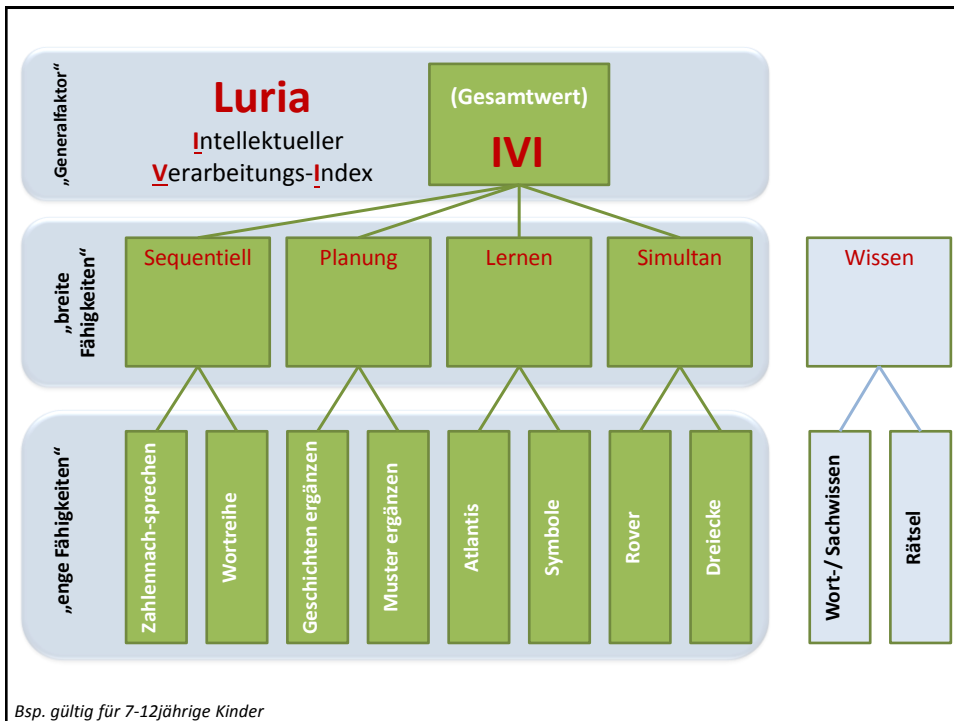 „Generalfaktor“
Luria
Intellektueller
Verarbeitungs-Index
(Gesamtwert)
IVI
„breite
Fähigkeiten“
Sequentiell
Planung
Lernen
Simultan
Wissen
„enge Fähigkeiten“
Zahlennach-sprechen
Wortreihe
Geschichten ergänzen
Muster ergänzen
Atlantis
Symbole
Rover
Dreiecke
Wort-/ Sachwissen
Rätsel
Bsp. gültig für 7-12jährige Kinder